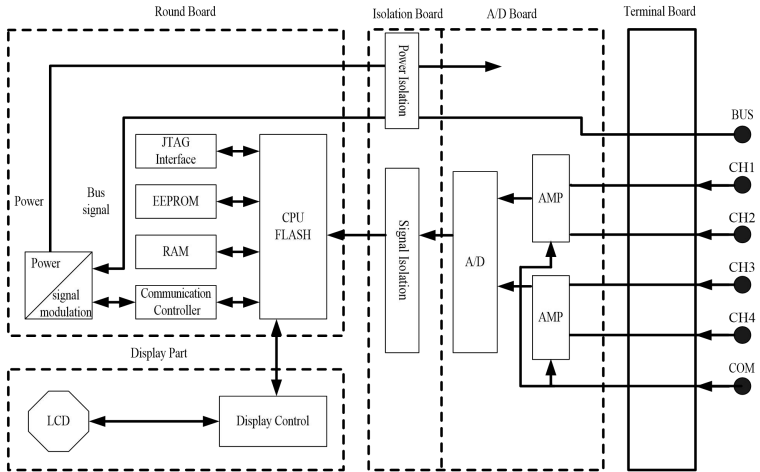 Round Board
Isolation Board
A/D Board
Terminal Board
Power Isolation
BUS
JTAG
Interface
CH1
Power
Bus
signal
EEPROM
CPU
FLASH
Signal Isolation
A/D
AMP
CH2
RAM
Power
signal
modulation
Communication
Controller
CH3
AMP
CH4
Display Part
COM
LCD
Display Control